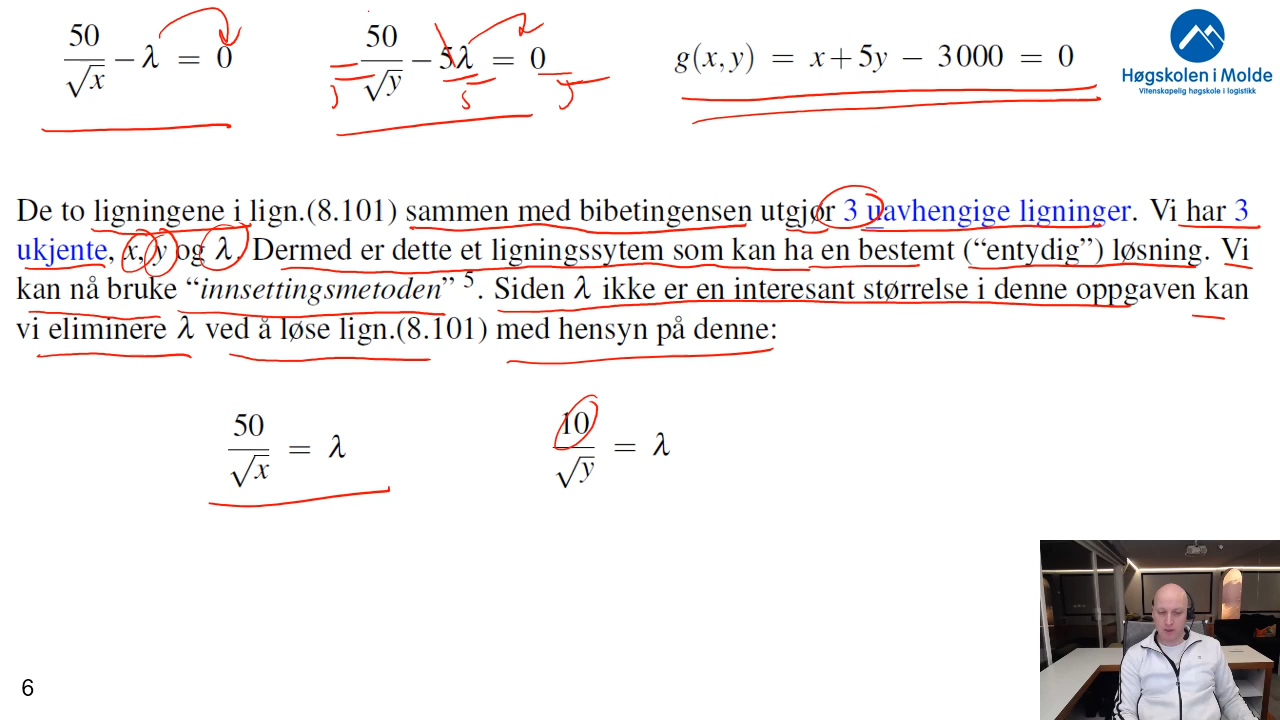 50/√x − λ = 0    50/√y − 5λ = 0    g(x, y) = x + 5y − 3000 = 0
5 5 5
Høgskolen i Molde
Vitenskapelig høgskole i logistikk
De to ligningene i lign.(8.101) sammen med bibetingensen utgjør 3 uavhengige ligninger. Vi har 3
ukjente, x, y og λ. Dermed er dette et ligningssytem som kan ha en bestemt (“entydig”) løsning. Vi
kan nå bruke “innsettingsmetoden” 5. Siden λ ikke er en interesant størrelse i denne oppgaven kan
vi eliminere λ ved å løse lign.(8.101) med hensyn på denne:
50/√x = λ    10/√y = λ
6